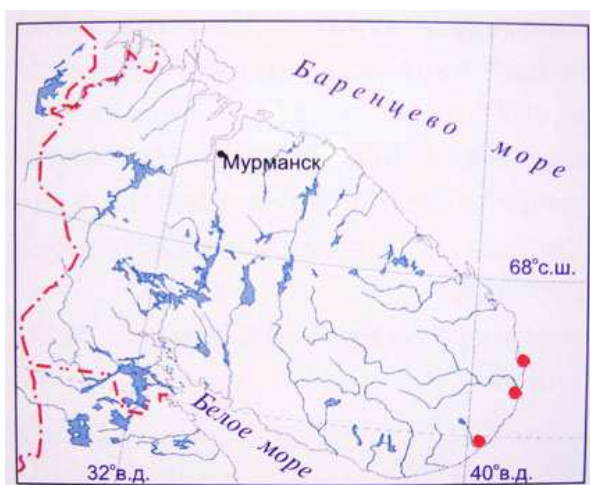 Баренцево море
Мурманск
68°с.ш.
Белое море
32°в.д.
40°в.д.